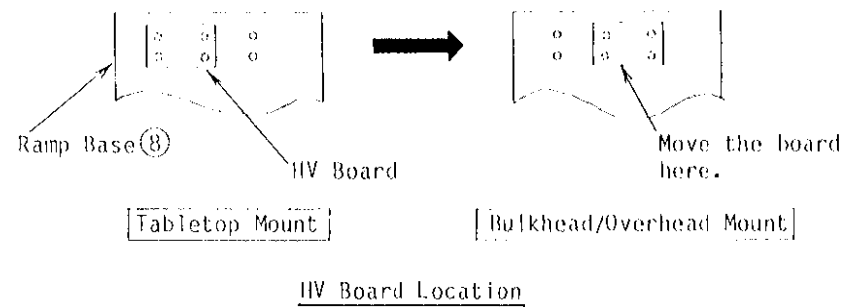 Ramp Base ⑧
HV Board
Move the board
here.
Tabletop Mount
Bulkhead/Overhead Mount
HV Board Location